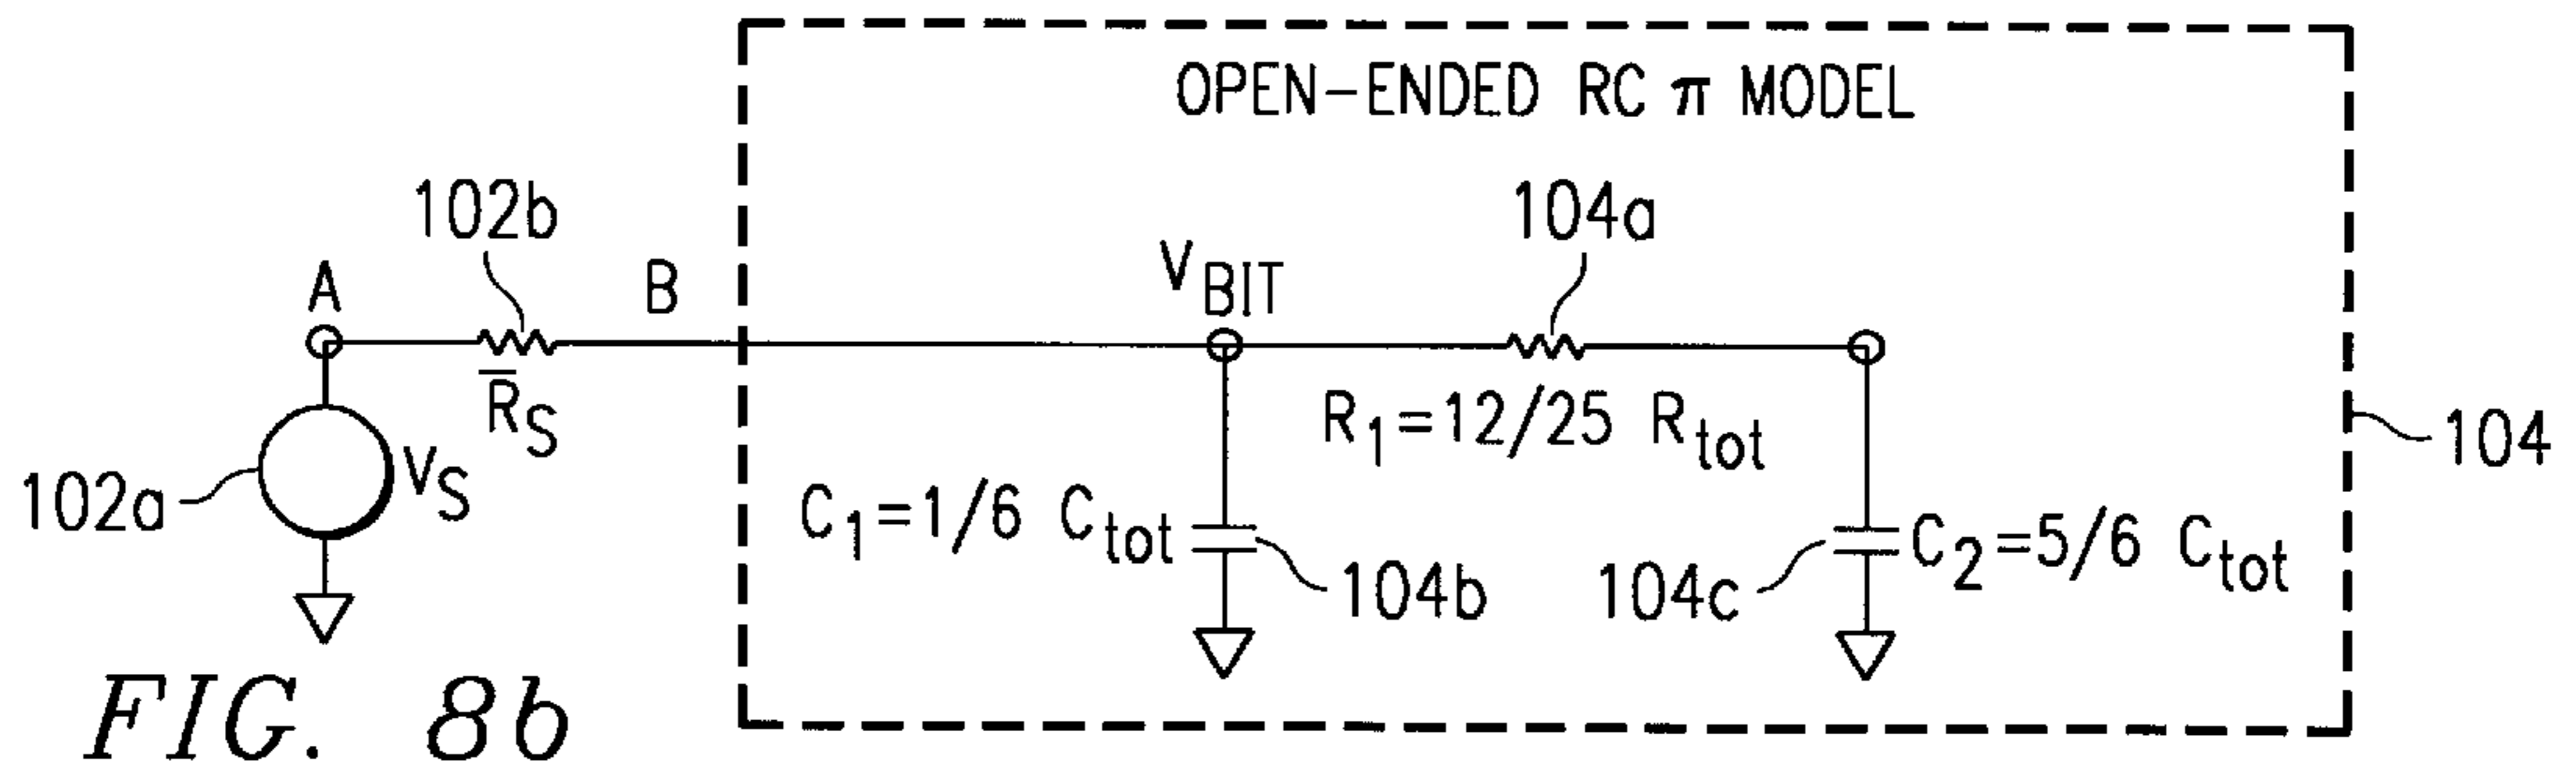 OPEN-ENDED RC π MODEL
102b
104a
A
B
V_BIT
R̅_S
R_1=12/25 R_tot
104
102a
V_S
C_1=1/6 C_tot
104b
104c
C_2=5/6 C_tot
FIG. 8b